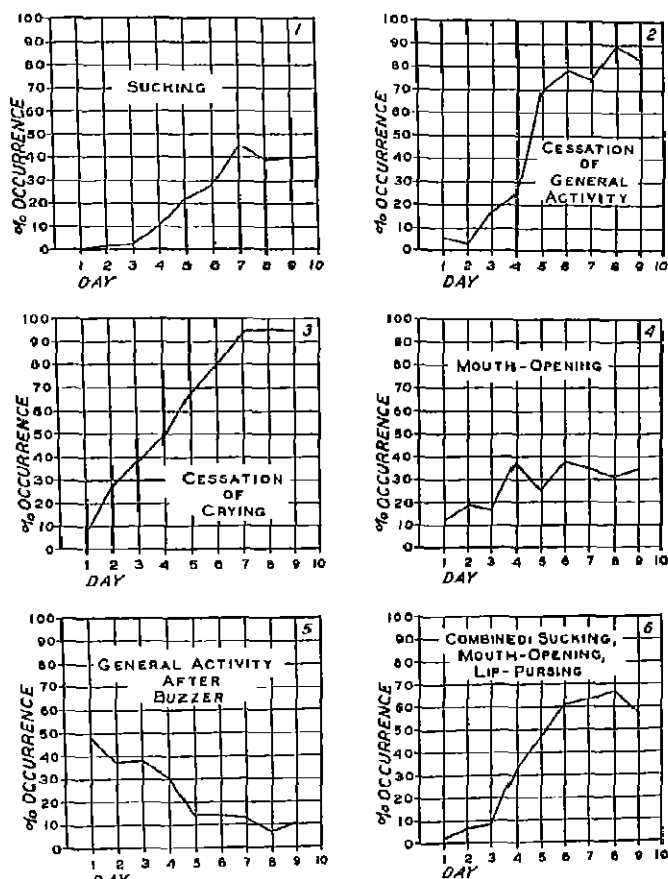 1
SUCKING
% OCCURRENCE
100
90
80
70
60
50
40
30
20
10
0
1 2 3 4 5 6 7 8 9 10
DAY
2
CESSATION
OF
GENERAL
ACTIVITY
% OCCURRENCE
100
90
80
70
60
50
40
30
20
10
0
1 2 3 4 5 6 7 8 9 10
DAY
3
CESSATION
OF
CRYING
% OCCURRENCE
100
90
80
70
60
50
40
30
20
10
0
1 2 3 4 5 6 7 8 9 10
DAY
4
MOUTH-OPENING
% OCCURRENCE
100
90
80
70
60
50
40
30
20
10
0
1 2 3 4 5 6 7 8 9 10
DAY
5
GENERAL ACTIVITY
AFTER
BUZZER
% OCCURRENCE
100
90
80
70
60
50
40
30
20
10
0
1 2 3 4 5 6 7 8 9 10
DAY
6
COMBINED: SUCKING,
MOUTH-OPENING,
LIP-PURSING
% OCCURRENCE
100
90
80
70
60
50
40
30
20
10
0
1 2 3 4 5 6 7 8 9 10
DAY